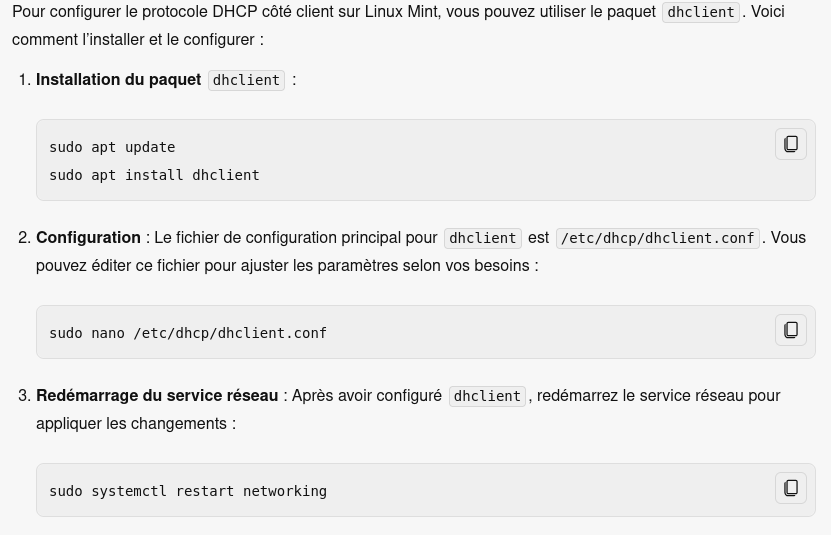 Pour configurer le protocole DHCP côté client sur Linux Mint, vous pouvez utiliser le paquet dhclient. Voici
comment l'installer et le configurer :
1. Installation du paquet dhclient :
sudo apt update
sudo apt install dhclient
2. Configuration : Le fichier de configuration principal pour dhclient est /etc/dhcp/dhclient.conf. Vous
pouvez éditer ce fichier pour ajuster les paramètres selon vos besoins :
sudo nano /etc/dhcp/dhclient.conf
3. Redémarrage du service réseau : Après avoir configuré dhclient, redémarrez le service réseau pour
appliquer les changements :
sudo systemctl restart networking